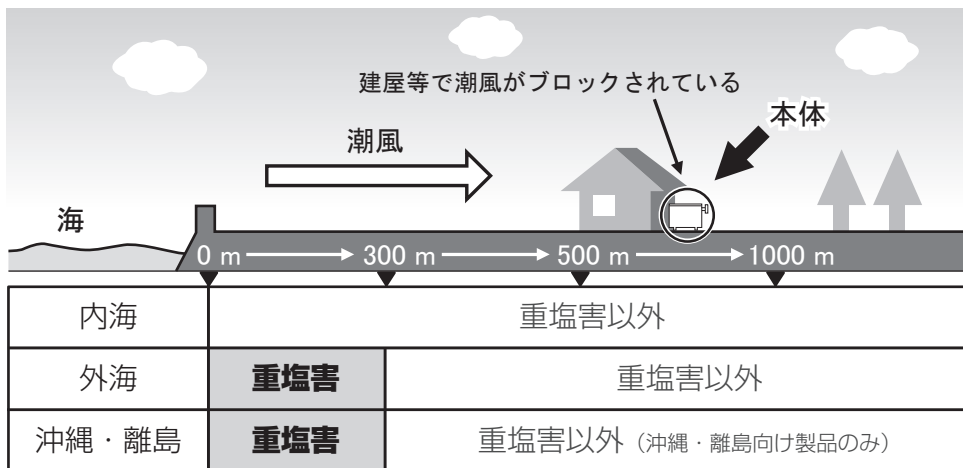 建屋等で潮風がブロックされている
本体
潮風
海
0 m 300 m 500 m 1000 m
内海 重塩害以外
外海 重塩害 重塩害以外
沖縄・離島 重塩害 重塩害以外（沖縄・離島向け製品のみ）